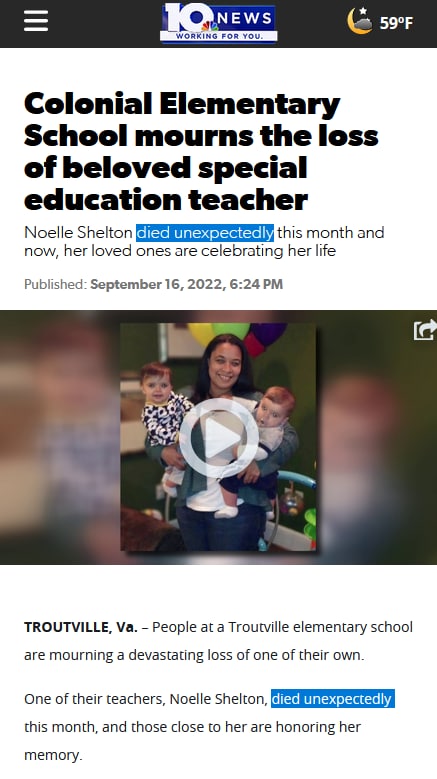 10 NEWS
WORKING FOR YOU.
59°F
Colonial Elementary
School mourns the loss
of beloved special
education teacher
Noelle Shelton died unexpectedly this month and
now, her loved ones are celebrating her life
Published: September 16, 2022, 6:24 PM
TROUTVILLE, Va. – People at a Troutville elementary school
are mourning a devastating loss of one of their own.
One of their teachers, Noelle Shelton, died unexpectedly
this month, and those close to her are honoring her
memory.